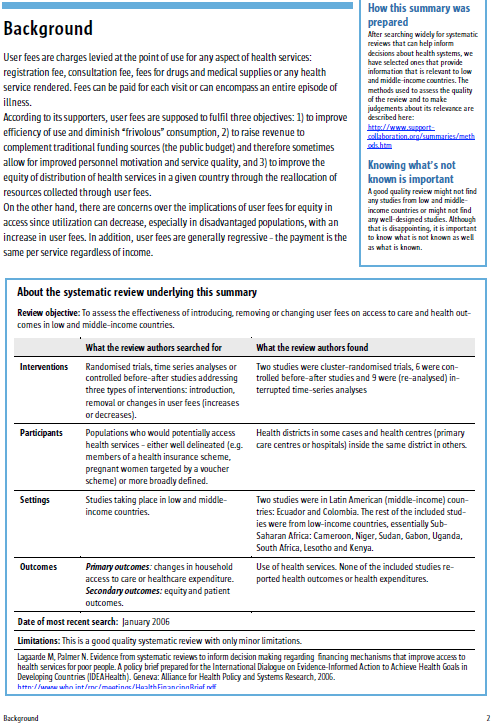 Background
User fees are charges levied at the point of use for any aspect of health services:
registration fee, consultation fee, fees for drugs and medical supplies or any health
service rendered. Fees can be paid for each visit or can encompass an entire episode of
illness.
According to its supporters, user fees are supposed to fulfil three objectives: 1) to improve
efficiency of use and diminish “frivolous” consumption, 2) to raise revenue to
complement traditional funding sources (the public budget) and therefore sometimes
allow for improved personnel motivation and service quality, and 3) to improve the
equity of distribution of health services in a given country through the reallocation of
resources collected through user fees.
On the other hand, there are concerns over the implications of user fees for equity in
access since utilization can decrease, especially in disadvantaged populations, with an
increase in user fees. In addition, user fees are generally regressive – the payment is the
same per service regardless of income.
How this summary was
prepared
After searching widely for systematic
reviews that can help inform
decisions about health systems, we
have selected ones that provide
information that is relevant to low
and middle-income countries. The
methods used to assess the quality
of the review and to make
judgements about its relevance are
described here:
http://www.support-
collaboration.org/summaries/meth
ods.htm
Knowing what’s not
known is important
A good quality review might not find
any studies from low and middle-
income countries or might not find
any well-designed studies. Although
that is disappointing, it is important
to know what is not known as well
as what is known.
About the systematic review underlying this summary
Review objective: To assess the effectiveness of introducing, removing or changing user fees on access to care and health out-
comes in low and middle-income countries.
What the review authors searched for
What the review authors found
Interventions
Randomised trials, time series analyses or
controlled before-after studies addressing
three types of interventions: introduction,
removal or changes in user fees (increases
or decreases).
Two studies were cluster-randomised trials, 6 were con-
trolled before-after studies and 9 were (re-analysed) in-
terrupted time-series analyses
Participants
Populations who would potentially access
health services – either well delineated (e.g.
members of a health insurance scheme,
pregnant women targeted by a voucher
scheme) or more broadly defined.
Health districts in some cases and health centres (primary
care centres or hospitals) inside the same district in others.
Settings
Studies taking place in low and middle-
income countries.
Two studies were in Latin American (middle-income) coun-
tries: Ecuador and Colombia. The rest of the included stud-
ies were from low-income countries, essentially Sub-
Saharan Africa: Cameroon, Niger, Sudan, Gabon, Uganda,
South Africa, Lesotho and Kenya.
Outcomes
Primary outcomes: changes in household
access to care or healthcare expenditure.
Secondary outcomes: equity and patient
outcomes.
Use of health services. None of the included studies re-
ported health outcomes or health expenditures.
Date of most recent search: January 2006
Limitations: This is a good quality systematic review with only minor limitations.
Lagaarde M, Palmer N. Evidence from systematic reviews to inform decision making regarding financing mechanisms that improve access to
health services for poor people. A policy brief prepared for the International Dialogue on Evidence-Informed Action to Achieve Health Goals in
Developing Countries (IDEAHealth). Geneva: Alliance for Health Policy and Systems Research, 2006.
http://www.who.int/rpc/meetings/HealthFinancingBrief.pdf
Background
2